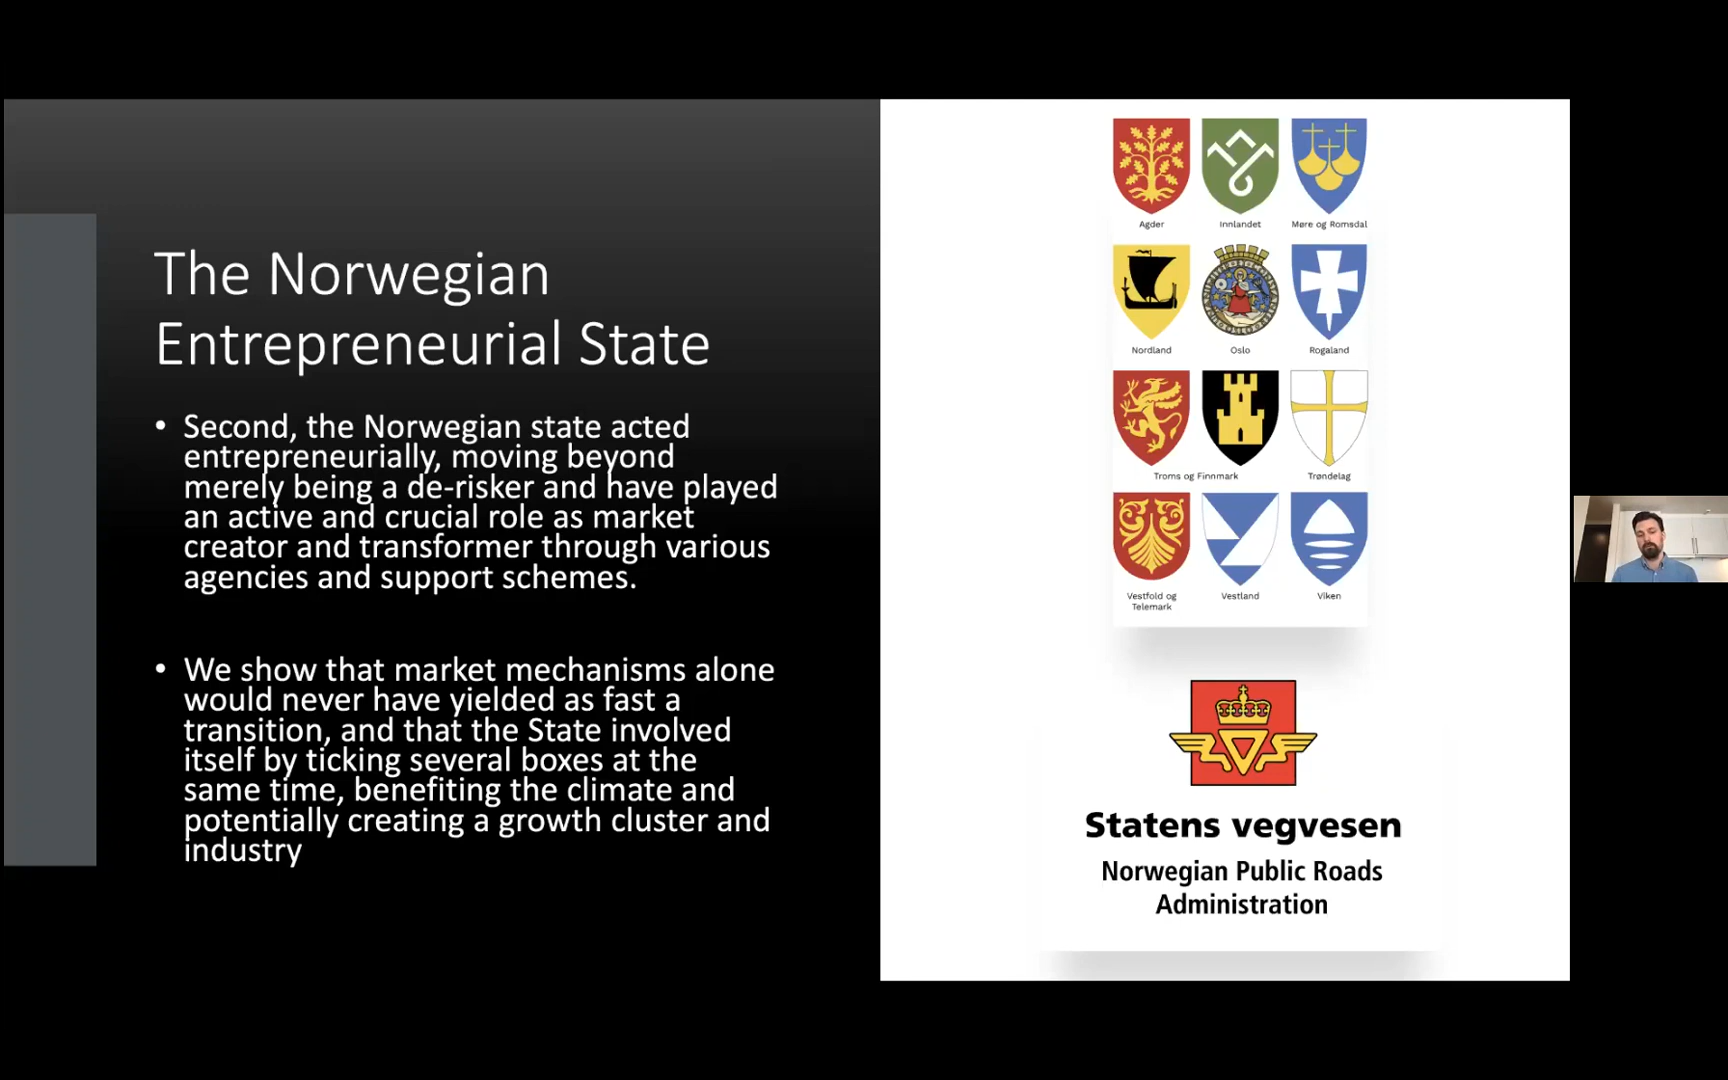 The Norwegian
Entrepreneurial State
• Second, the Norwegian state acted
entrepreneurially, moving beyond
merely being a de-risker and have played
an active and crucial role as market
creator and transformer through various
agencies and support schemes.
• We show that market mechanisms alone
would never have yielded as fast a
transition, and that the State involved
itself by ticking several boxes at the
same time, benefiting the climate and
potentially creating a growth cluster and
industry
Agder
Innlandet
Møre og Romsdal
Nordland
Oslo
Rogaland
Troms og Finnmark
Trøndelag
Vestfold og
Telemark
Vestland
Viken
Statens vegvesen
Norwegian Public Roads
Administration